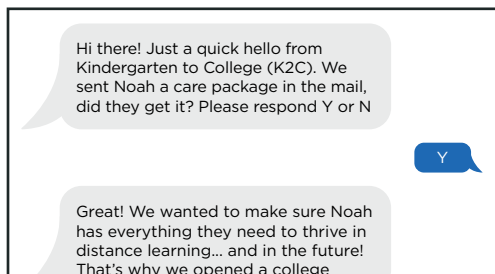 Hi there! Just a quick hello from
Kindergarten to College (K2C). We
sent Noah a care package in the mail,
did they get it? Please respond Y or N
Y
Great! We wanted to make sure Noah
has everything they need to thrive in
distance learning... and in the future!
That's why we opened a college